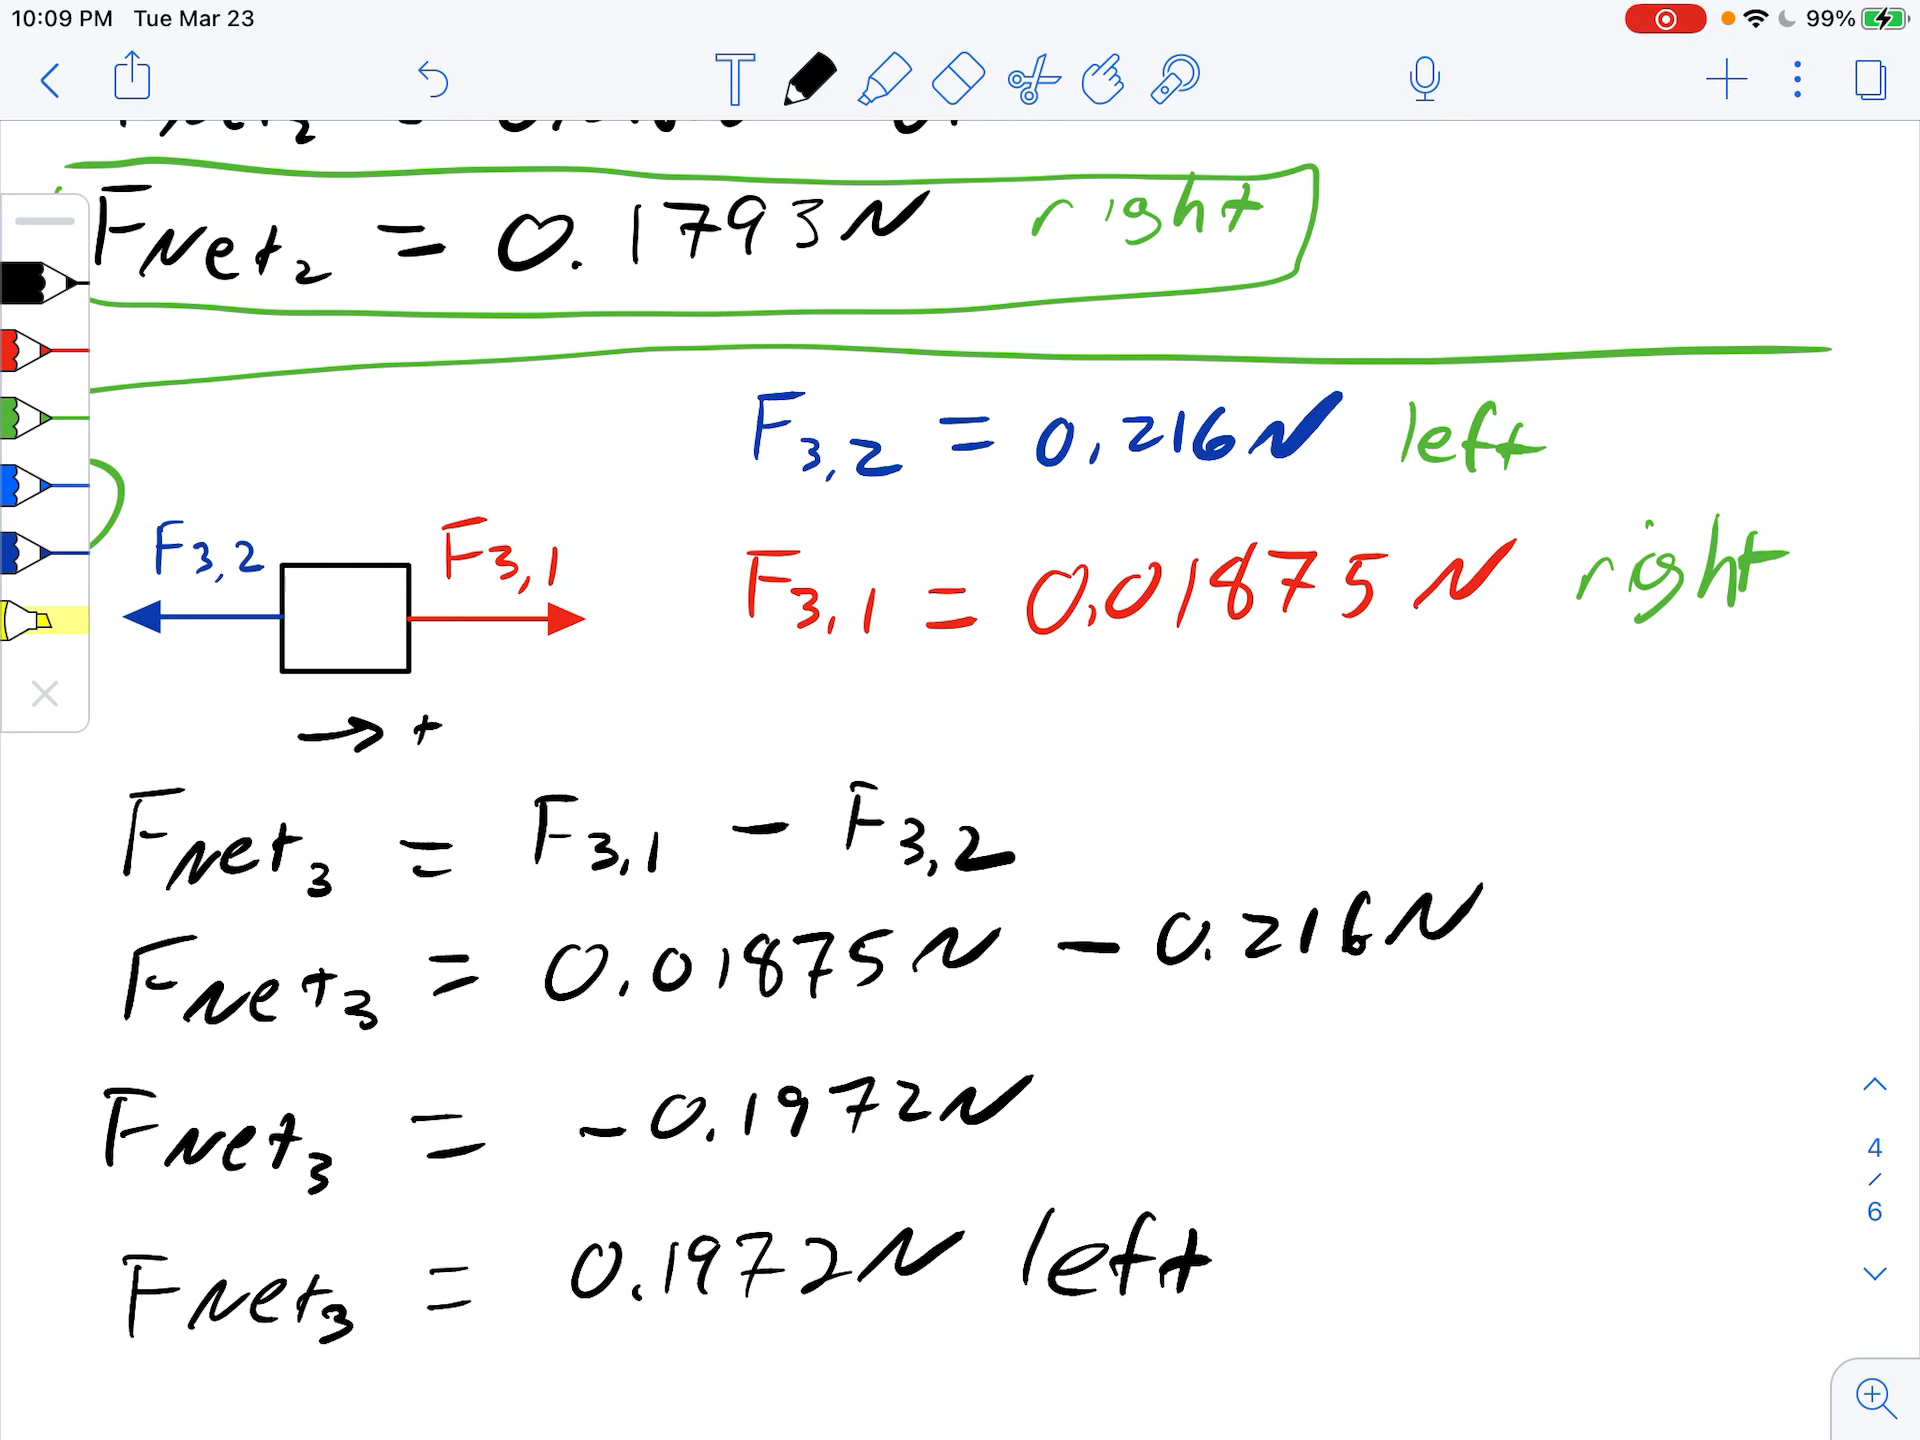 10:09 PM Tue Mar 23
99%
T
FNet₂ = 0.1793N right
F₃,₂ = 0.216N left
F₃,₂ F₃,₁
F₃,₁ = 0.01875 N right
→ +
FNet₃ = F₃,₁ − F₃,₂
FNet₃ = 0.01875N − 0.216N
FNet₃ = -0.1972N
FNet₃ = 0.1972N left
4
/
6